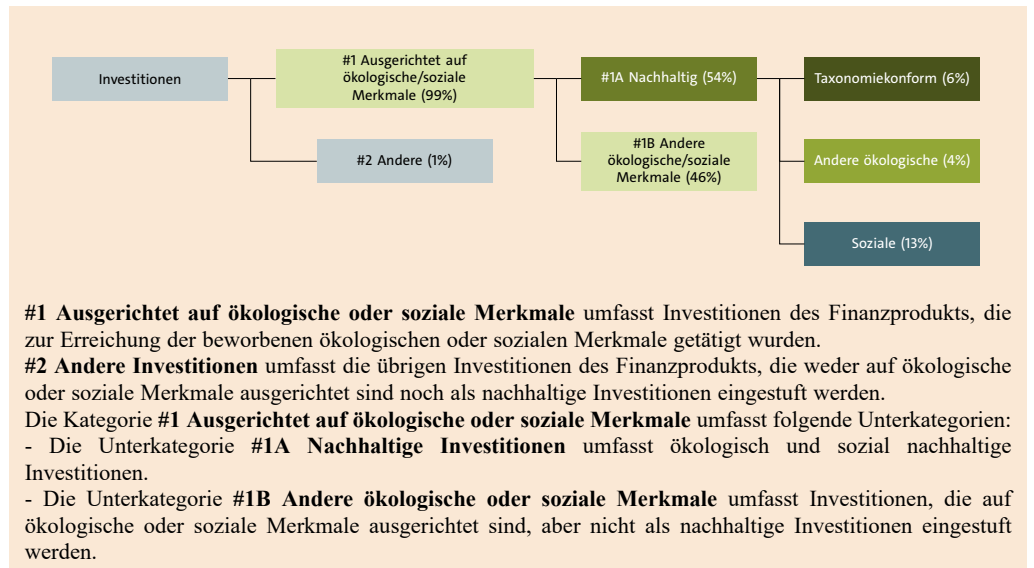 Investitionen
#1 Ausgerichtet auf
ökologische/soziale
Merkmale (99%)
#1A Nachhaltig (54%)
Taxonomiekonform (6%)
#2 Andere (1%)
#1B Andere
ökologische/soziale
Merkmale (46%)
Andere ökologische (4%)
Soziale (13%)
#1 Ausgerichtet auf ökologische oder soziale Merkmale umfasst Investitionen des Finanzprodukts, die
zur Erreichung der beworbenen ökologischen oder sozialen Merkmale getätigt wurden.
#2 Andere Investitionen umfasst die übrigen Investitionen des Finanzprodukts, die weder auf ökologische
oder soziale Merkmale ausgerichtet sind noch als nachhaltige Investitionen eingestuft werden.
Die Kategorie #1 Ausgerichtet auf ökologische oder soziale Merkmale umfasst folgende Unterkategorien:
- Die Unterkategorie #1A Nachhaltige Investitionen umfasst ökologisch und sozial nachhaltige
Investitionen.
- Die Unterkategorie #1B Andere ökologische oder soziale Merkmale umfasst Investitionen, die auf
ökologische oder soziale Merkmale ausgerichtet sind, aber nicht als nachhaltige Investitionen eingestuft
werden.